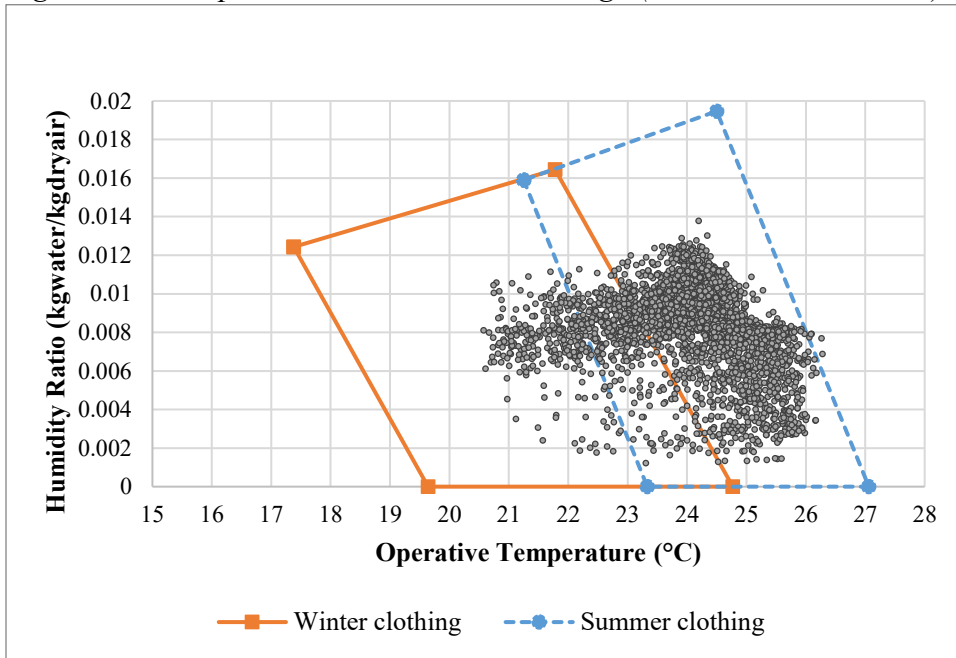 Humidity Ratio (kgwater/kgdryair)
0.02
0.018
0.016
0.014
0.012
0.01
0.008
0.006
0.004
0.002
0
15 16 17 18 19 20 21 22 23 24 25 26 27 28
Operative Temperature (°C)
Winter clothing Summer clothing